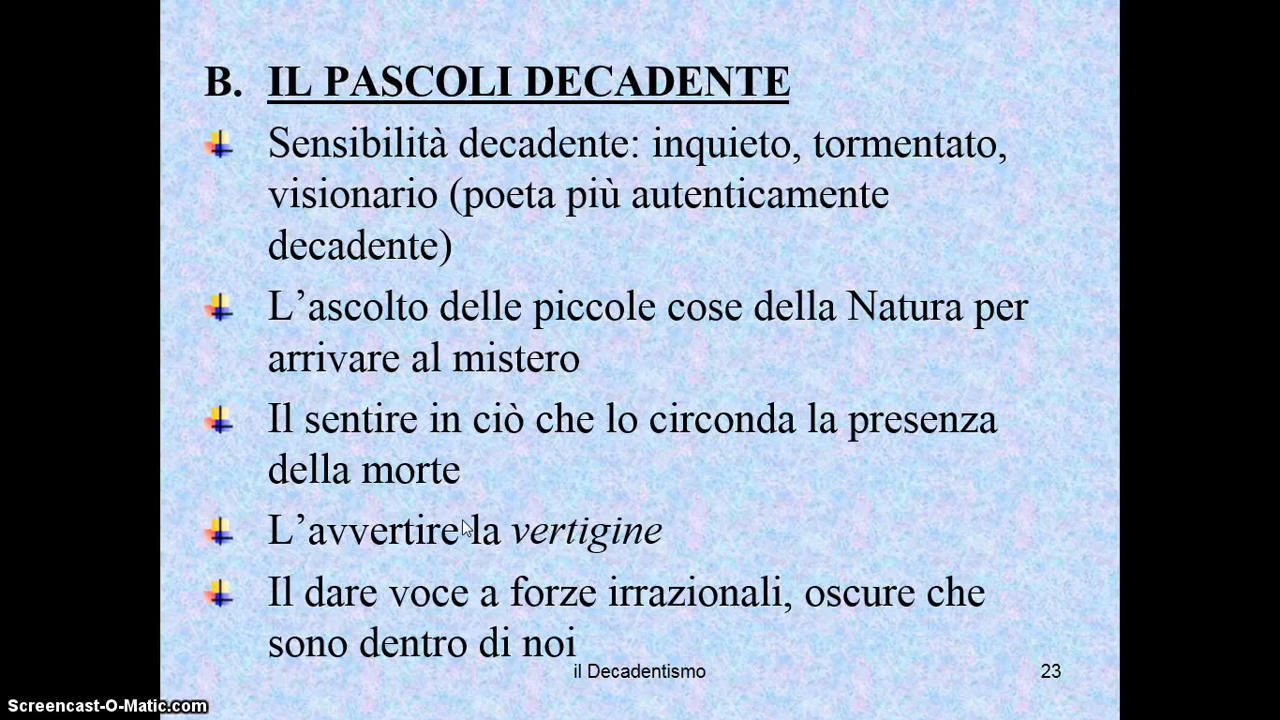 B. IL PASCOLI DECADENTE
Sensibilità decadente: inquieto, tormentato,
visionario (poeta più autenticamente
decadente)
L’ascolto delle piccole cose della Natura per
arrivare al mistero
Il sentire in ciò che lo circonda la presenza
della morte
L’avvertire la vertigine
Il dare voce a forze irrazionali, oscure che
sono dentro di noi
il Decadentismo 23
Screencast-O-Matic.com